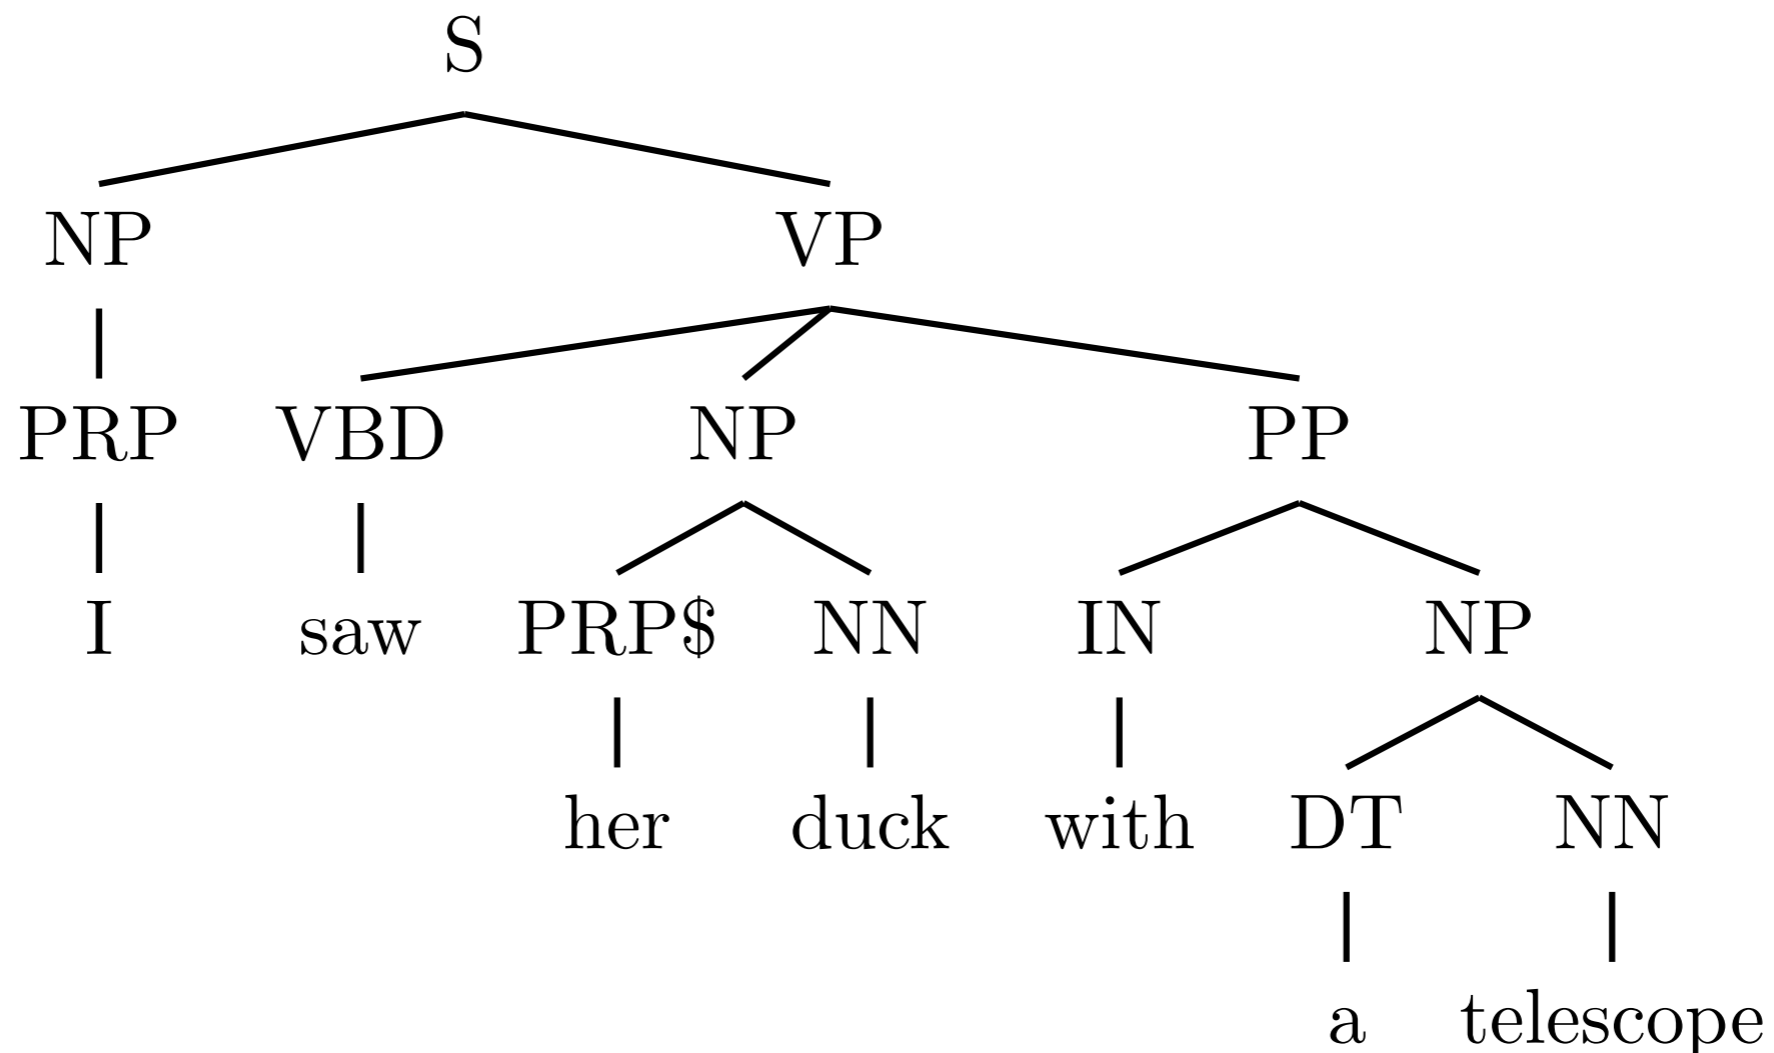 S
NP VP
PRP VBD NP PP
I saw PRP$ NN IN NP
her duck with DT NN
a telescope